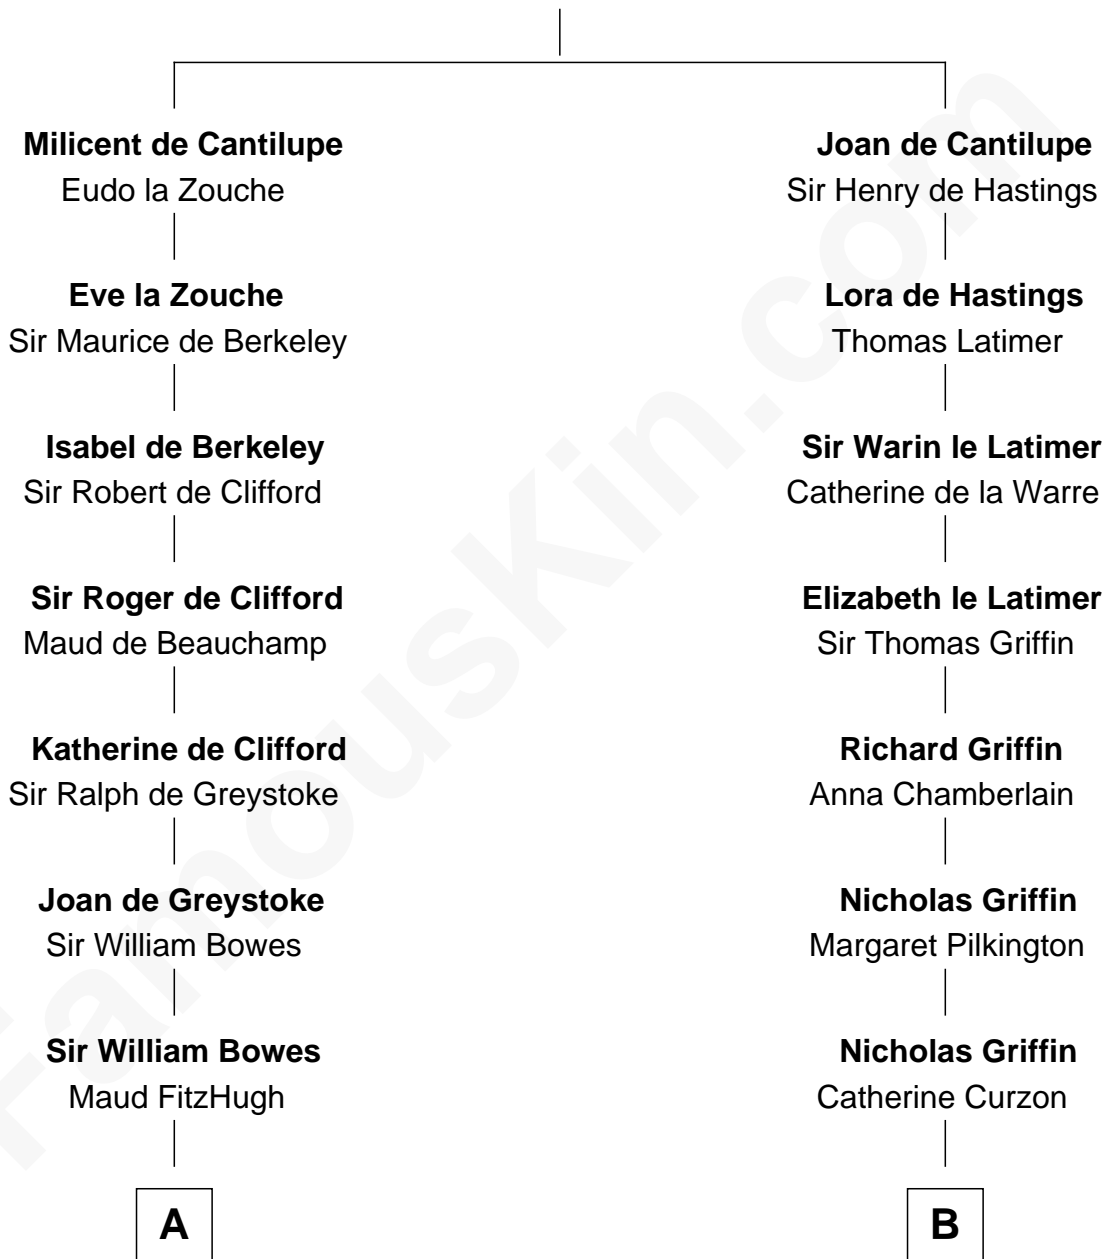 Milicent de Cantilupe
Eudo la Zouche
Eve la Zouche
Sir Maurice de Berkeley
Isabel de Berkeley
Sir Robert de Clifford
Sir Roger de Clifford
Maud de Beauchamp
Katherine de Clifford
Sir Ralph de Greystoke
Joan de Greystoke
Sir William Bowes
Sir William Bowes
Maud FitzHugh
A
Joan de Cantilupe
Sir Henry de Hastings
Lora de Hastings
Thomas Latimer
Sir Warin le Latimer
Catherine de la Warre
Elizabeth le Latimer
Sir Thomas Griffin
Richard Griffin
Anna Chamberlain
Nicholas Griffin
Margaret Pilkington
Nicholas Griffin
Catherine Curzon
B
FamousKin.com